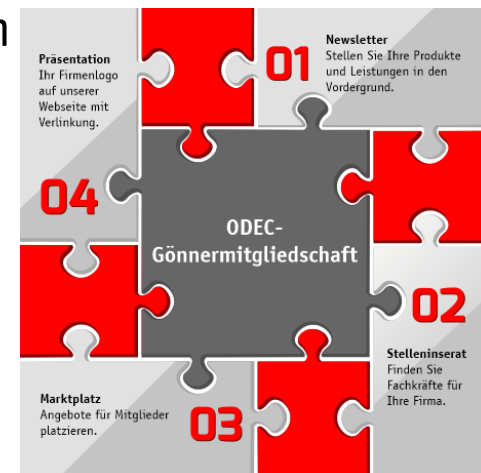 n
01
Newsletter
Stellen Sie Ihre Produkte
und Leistungen in den
Vordergrund.
Präsentation
Ihr Firmenlogo
auf unserer
Webseite mit
Verlinkung.
04
ODEC-
Gönnermitgliedschaft
02
Stelleninserat
Finden Sie
Fachkräfte für
Ihre Firma.
Marktplatz
Angebote für Mitglieder
platzieren.
03